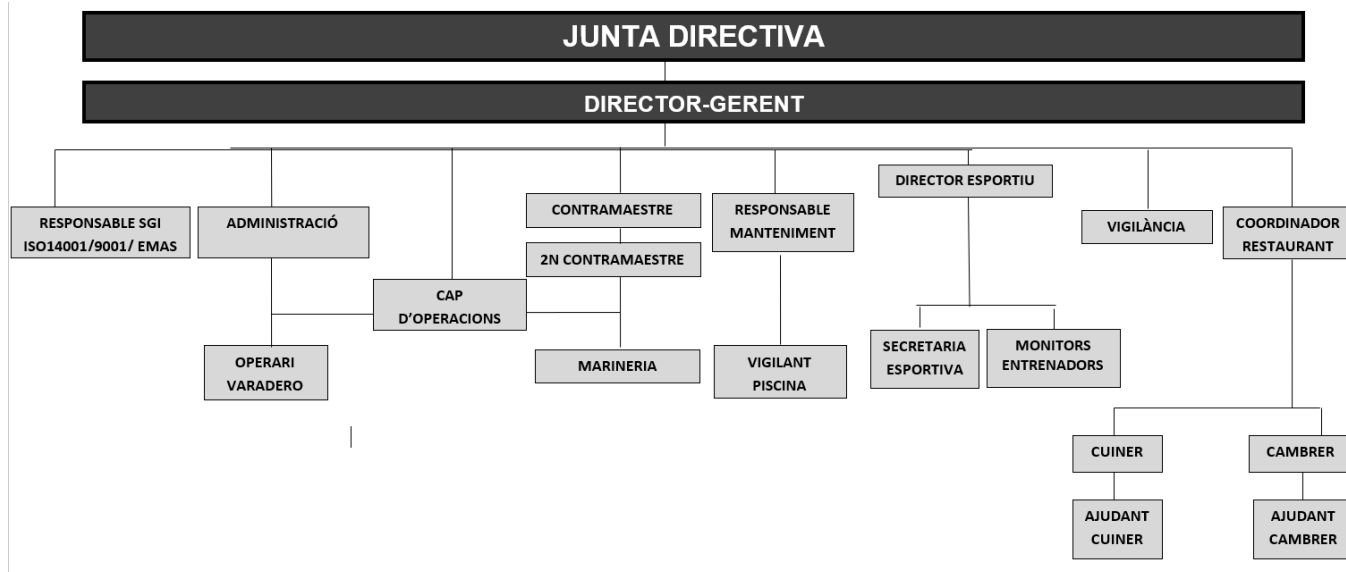 JUNTA DIRECTIVA
DIRECTOR-GERENT
RESPONSABLE SGI
ISO14001/9001/ EMAS
ADMINISTRACIÓ
CONTRAMAESTRE
2N CONTRAMAESTRE
CAP
D’OPERACIONS
OPERARI
VARADERO
MARINERIA
RESPONSABLE
MANTENIMENT
VIGILANT
PISCINA
DIRECTOR ESPORTIU
SECRETARIA
ESPORTIVA
MONITORS
ENTRENADORS
VIGILÀNCIA
COORDINADOR
RESTAURANT
CUINER
AJUDANT
CUINER
CAMBRER
AJUDANT
CAMBRER